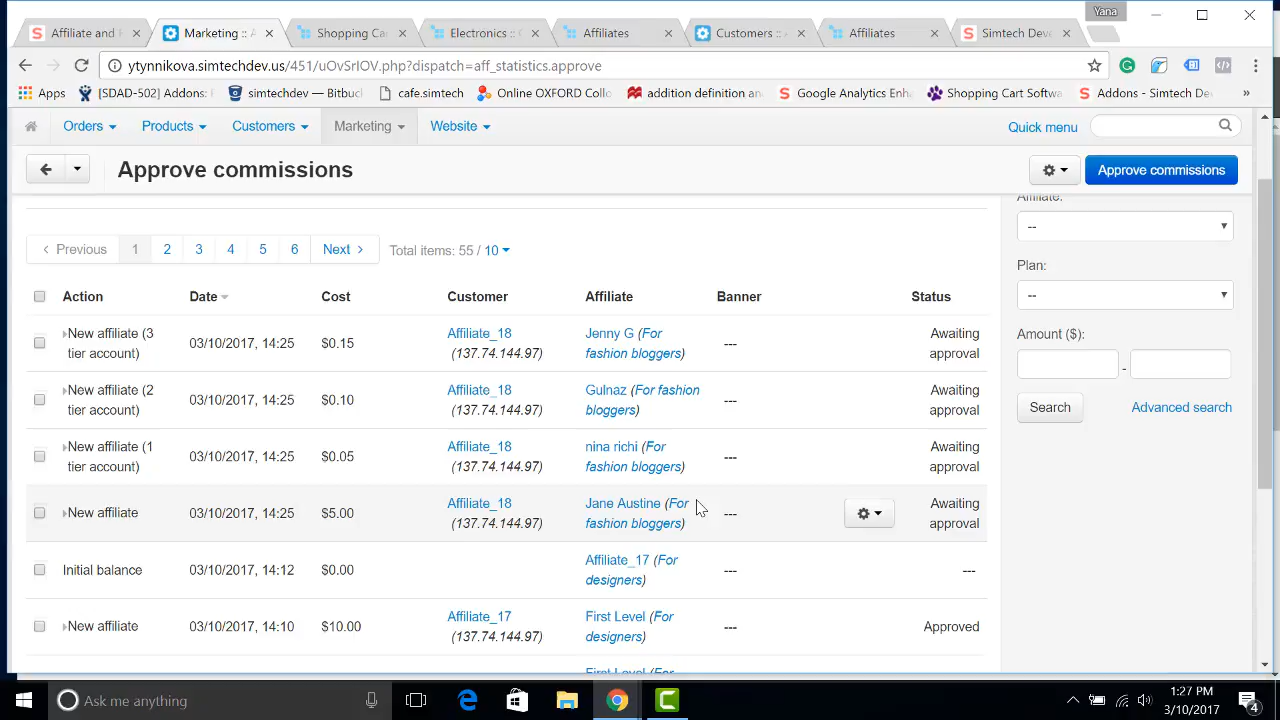 Yana
Affiliate and
Marketing :: A
Shopping Ca
Electronics :: C
Affiliates
Customers ::
Affiliates
Simtech Deve
ytynnikova.simtechdev.us/451/uOvSrIOV.php?dispatch=aff_statistics.approve
Apps
[SDAD-502] Addons:
simtechdev — Bitbuc
cafe.simtech
Online OXFORD Collo
addition definition an
Google Analytics Enh
Shopping Cart Softwa
Addons - Simtech De
»
Orders
Products
Customers
Marketing
Website
Quick menu
Approve commissions
Approve commissions
Affiliate:
--
Previous 1 2 3 4 5 6 Next
Total items: 55 / 10
Plan:
--
Action Date Cost Customer Affiliate Banner Status
New affiliate (3
tier account)
03/10/2017, 14:25
$0.15
Affiliate_18
(137.74.144.97)
Jenny G (For
fashion bloggers)
---
Awaiting
approval
Amount ($):
-
Search
Advanced search
New affiliate (2
tier account)
03/10/2017, 14:25
$0.10
Affiliate_18
(137.74.144.97)
Gulnaz (For fashion
bloggers)
---
Awaiting
approval
New affiliate (1
tier account)
03/10/2017, 14:25
$0.05
Affiliate_18
(137.74.144.97)
nina richi (For
fashion bloggers)
---
Awaiting
approval
New affiliate
03/10/2017, 14:25
$5.00
Affiliate_18
(137.74.144.97)
Jane Austine (For
fashion bloggers)
---
Awaiting
approval
Initial balance
03/10/2017, 14:12
$0.00
Affiliate_17 (For
designers)
---
---
New affiliate
03/10/2017, 14:10
$10.00
Affiliate_17
(137.74.144.97)
First Level (For
designers)
---
Approved
First Level (For
Ask me anything
1:27 PM
3/10/2017
4